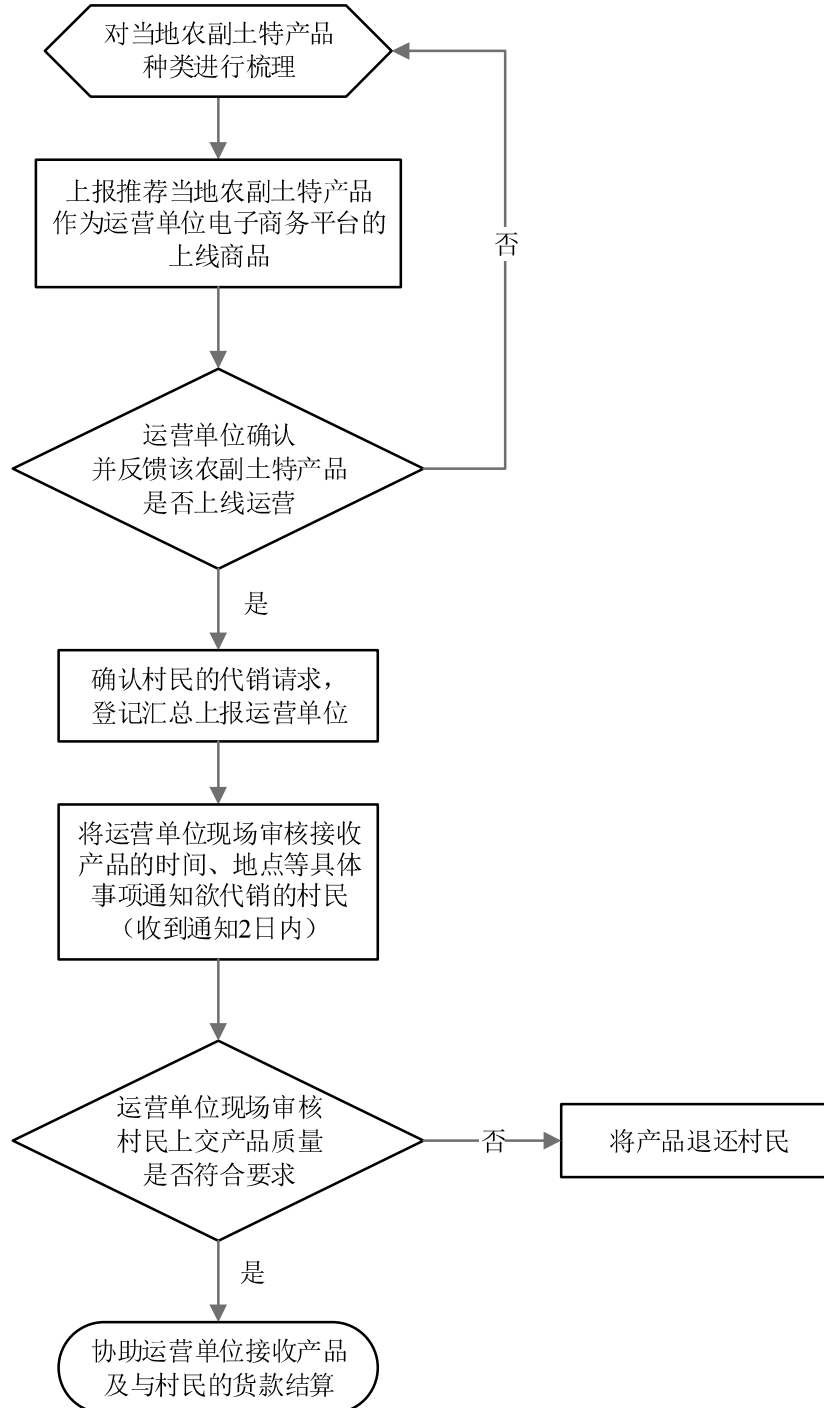 对当地农副土特产品
种类进行梳理
上报推荐当地农副土特产品
作为运营单位电子商务平台的
上线商品
否
运营单位确认
并反馈该农副土特产品
是否上线运营
是
确认村民的代销请求，
登记汇总上报运营单位
将运营单位现场审核接收
产品的时间、地点等具体
事项通知欲代销的村民
（收到通知2日内）
运营单位现场审核
村民上交产品质量
是否符合要求
否
将产品退还村民
是
协助运营单位接收产品
及与村民的货款结算